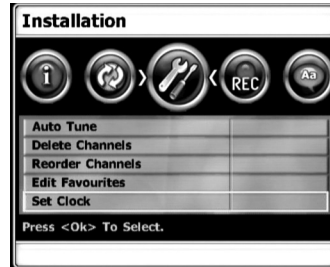 Installation
i
REC
Aa
Auto Tune
Delete Channels
Reorder Channels
Edit Favourites
Set Clock
Press <Ok> To Select.